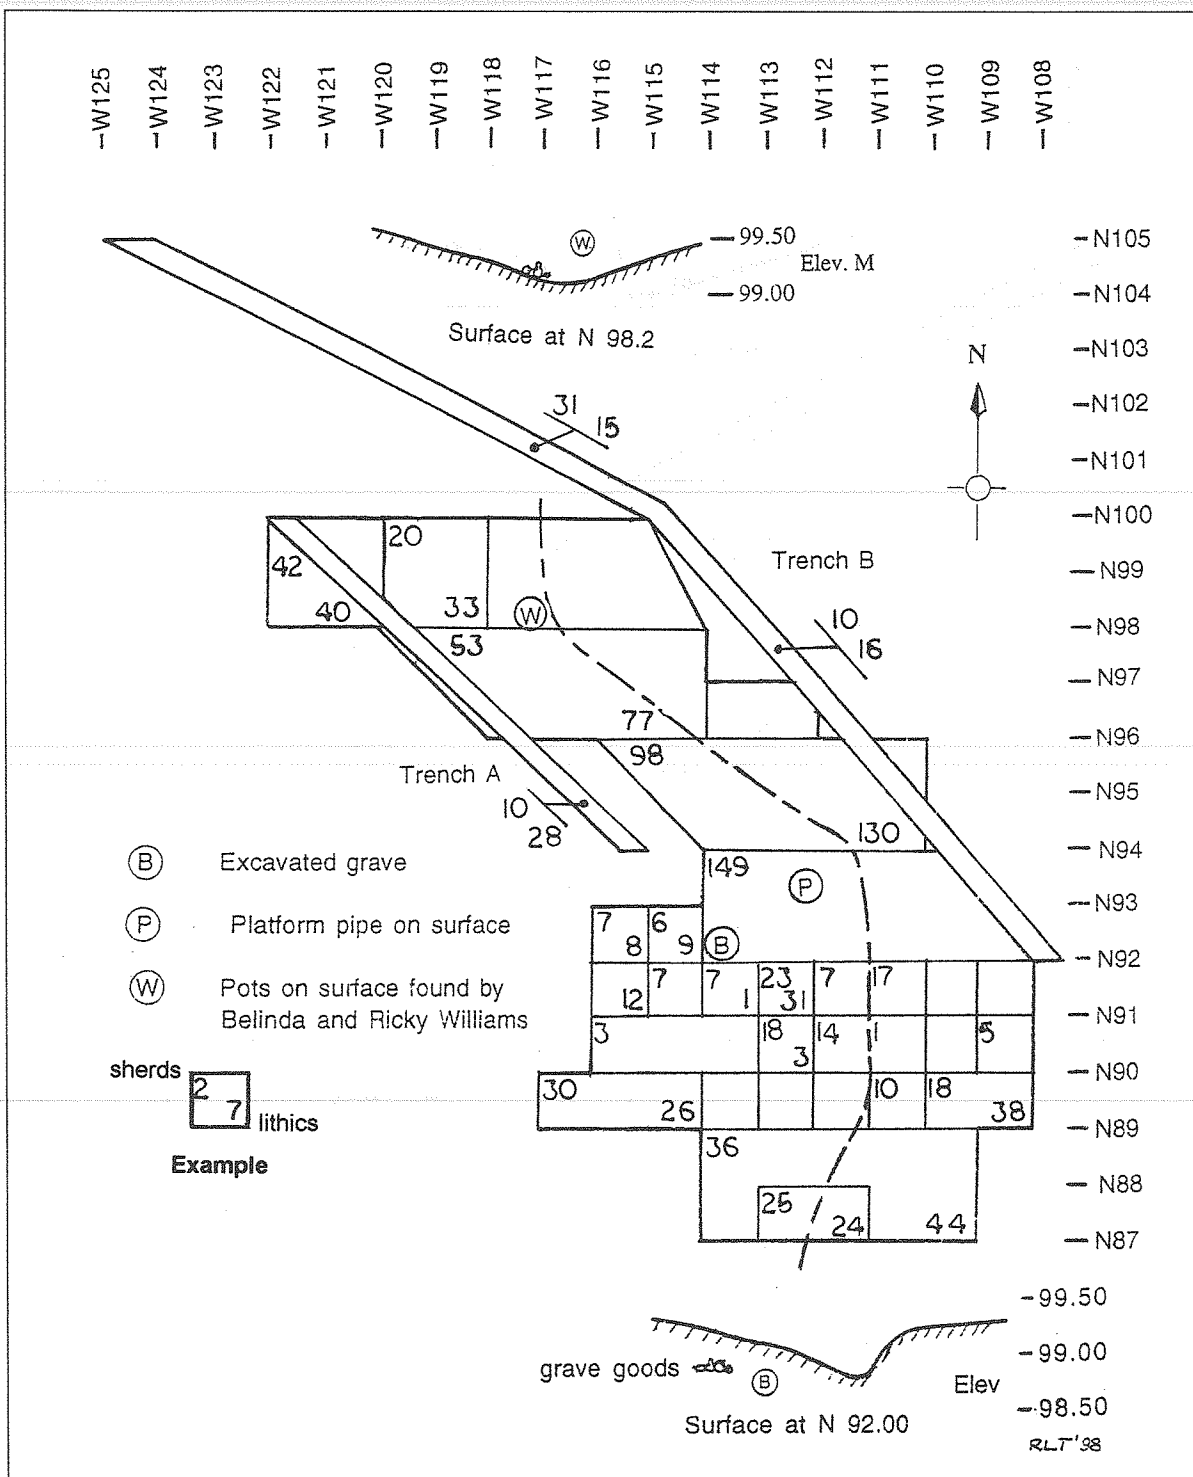 W125
W124
W123
W122
W121
W120
W119
W118
W117
W116
W115
W114
W113
W112
W111
W110
W109
W108
W
99.50
Elev. M
99.00
Surface at N 98.2
N105
N104
N103
N
N102
N101
N100
N99
N98
N97
N96
N95
N94
N93
N92
N91
N90
N89
N88
N87
31
15
20
42
40
33
W
53
Trench B
10
16
77
98
Trench A
10
28
130
149
P
B Excavated grave
P Platform pipe on surface
W Pots on surface found by
Belinda and Ricky Williams
7
8
6
9
B
12
7
7
1
23
31
7
17
3
18
3
14
1
5
30
26
10
18
38
36
25
24
44
sherds
2
7
lithics
Example
-99.50
-99.00
-98.50
grave goods
B
Elev
Surface at N 92.00
RLT '98